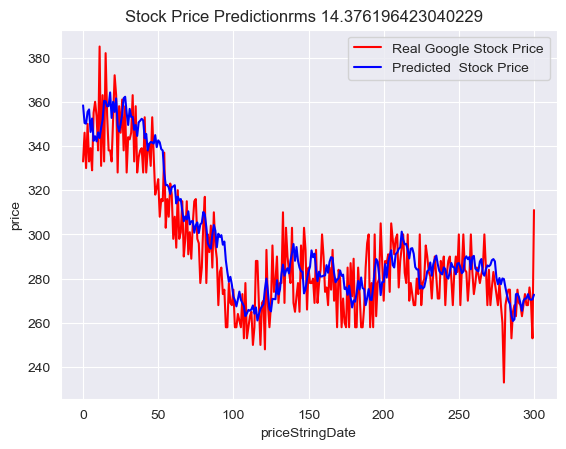 Stock Price Predictionrms 14.376196423040229
Real Google Stock Price
Predicted  Stock Price
380
360
340
320
300
280
260
240
price
0 50 100 150 200 250 300
priceStringDate